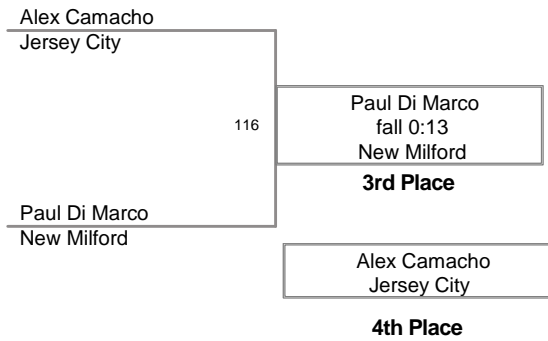 Alex Camacho
Jersey City
116
Paul Di Marco
fall 0:13
New Milford
3rd Place
Paul Di Marco
New Milford
Alex Camacho
Jersey City
4th Place